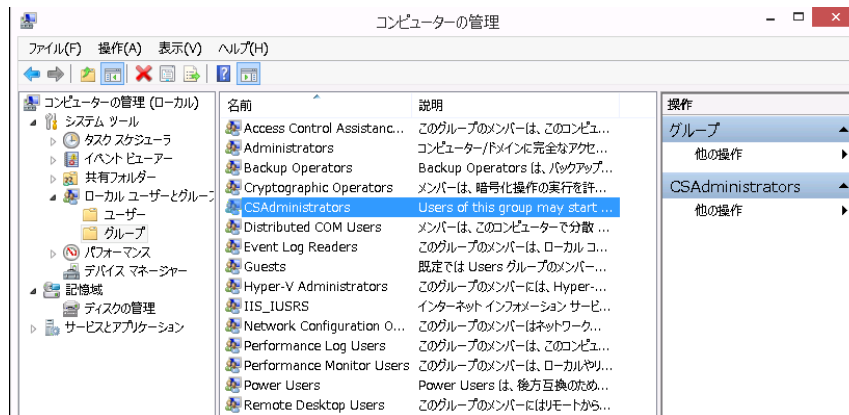 コンピューターの管理
ファイル(F) 操作(A) 表示(V) ヘルプ(H)
コンピューターの管理 (ローカル)
システム ツール
タスク スケジューラ
イベント ビューアー
共有フォルダー
ローカル ユーザーとグルー
ユーザー
グループ
パフォーマンス
デバイス マネージャー
記憶域
ディスクの管理
サービスとアプリケーション
名前 説明
Access Control Assistanc... このグループのメンバーは、このコンピュ...
Administrators コンピューター/ドメインに完全なアクセ...
Backup Operators Backup Operators は、バックアップ...
Cryptographic Operators メンバーは、暗号化操作の実行を許...
CSAdministrators Users of this group may start ...
Distributed COM Users メンバーは、このコンピューターで分散 ...
Event Log Readers このグループのメンバーは、ローカル コ...
Guests 既定では Users グループのメンバー...
Hyper-V Administrators このグループのメンバーには、Hyper-...
IIS_IUSRS インターネット インフォメーション サービ...
Network Configuration O... このグループのメンバーはネットワーク...
Performance Log Users このグループのメンバーは、このコンピュ...
Performance Monitor Users このグループのメンバーは、ローカルやリ...
Power Users Power Users は、後方互換のため...
Remote Desktop Users このグループのメンバーにはリモートから...
操作
グループ
他の操作
CSAdministrators
他の操作